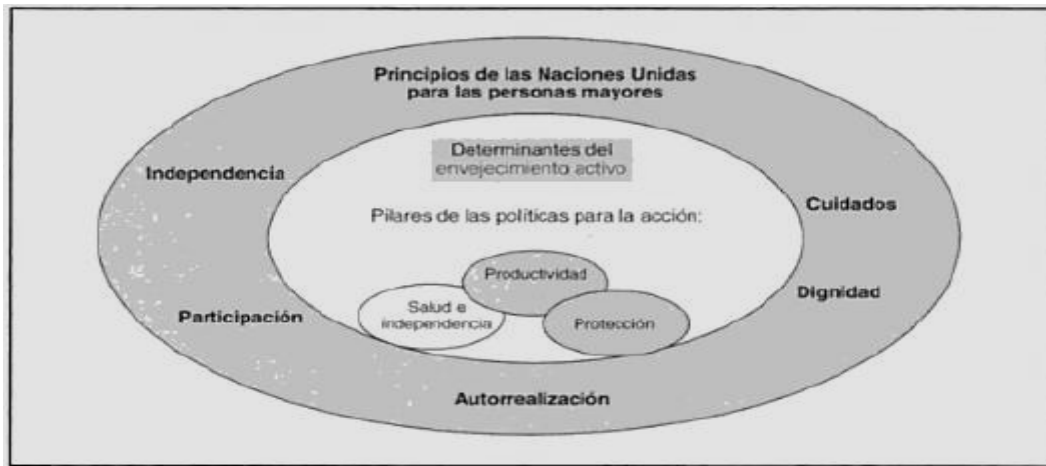 Principios de las Naciones Unidas
para las personas mayores
Determinantes del
envejecimiento activo
Independencia
Cuidados
Pilares de las políticas para la acción:
Productividad
Dignidad
Salud e
independencia
Participación
Protección
Autorrealización